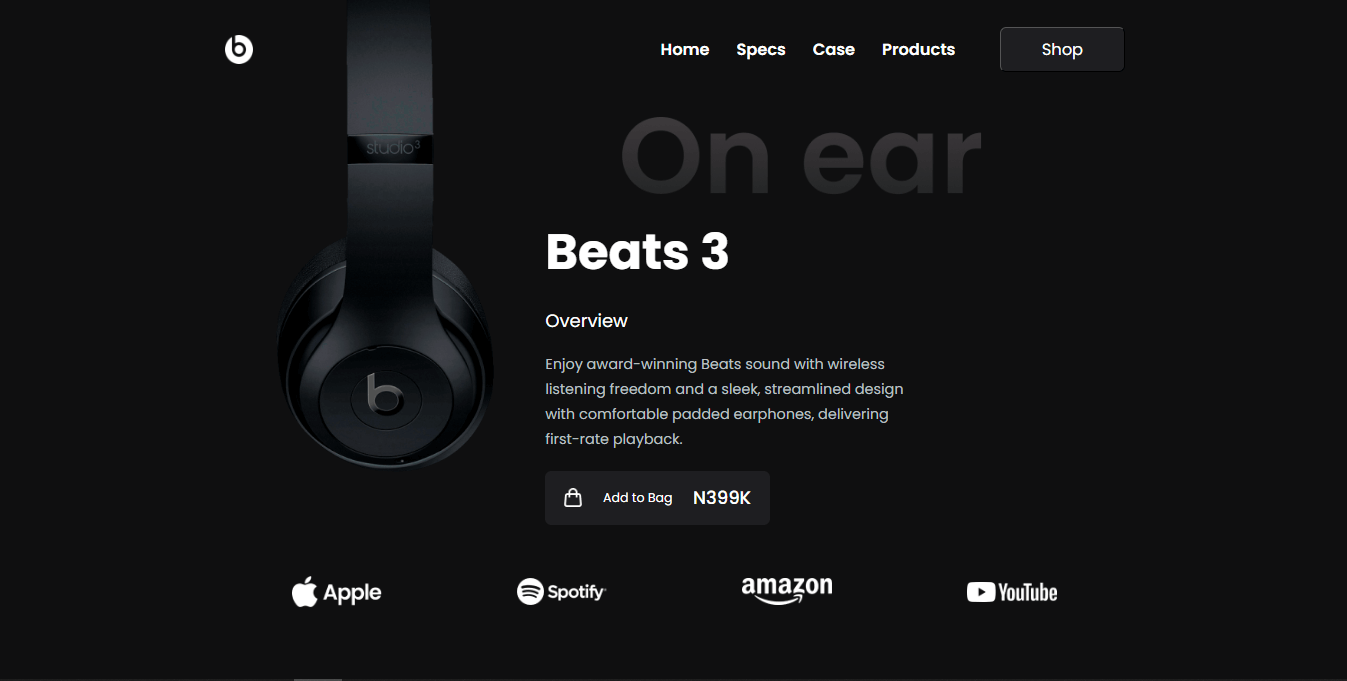 b
Home Specs Case Products Shop
studio3
On ear
Beats 3
Overview
Enjoy award-winning Beats sound with wireless
listening freedom and a sleek, streamlined design
with comfortable padded earphones, delivering
first-rate playback.
b
Add to Bag N399K
Apple Spotify amazon YouTube